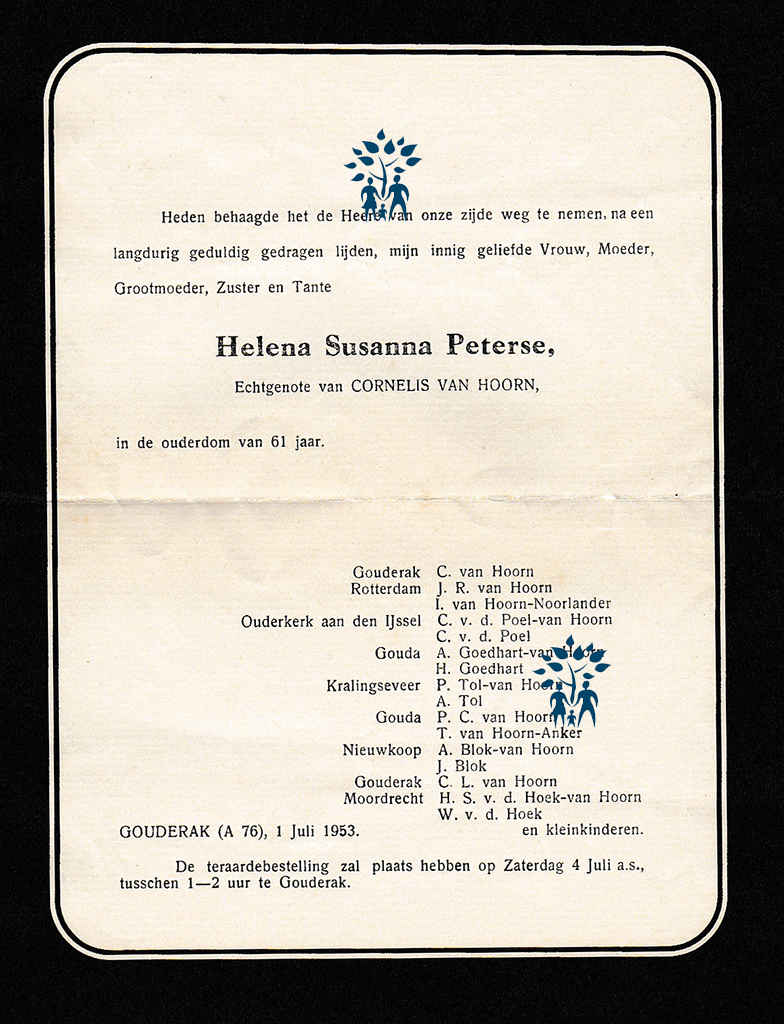 Heden behaagde het de Heere van onze zijde weg te nemen, na een
langdurig geduldig gedragen lijden, mijn innig geliefde Vrouw, Moeder,
Grootmoeder, Zuster en Tante
Helena Susanna Peterse,
Echtgenote van CORNELIS VAN HOORN,
in de ouderdom van 61 jaar.
Gouderak C. van Hoorn
Rotterdam J. R. van Hoorn
I. van Hoorn-Noorlander
Ouderkerk aan den IJssel C. v. d. Poel-van Hoorn
C. v. d. Poel
Gouda A. Goedhart-van Hoorn
H. Goedhart
Kralingseveer P. Tol-van Hoorn
A. Tol
Gouda P. C. van Hoorn
T. van Hoorn-Anker
Nieuwkoop A. Blok-van Hoorn
J. Blok
Gouderak C. L. van Hoorn
Moordrecht H. S. v. d. Hoek-van Hoorn
W. v. d. Hoek
GOUDERAK (A 76), 1 Juli 1953. en kleinkinderen.
De teraardebestelling zal plaats hebben op Zaterdag 4 Juli a.s.,
tusschen 1—2 uur te Gouderak.